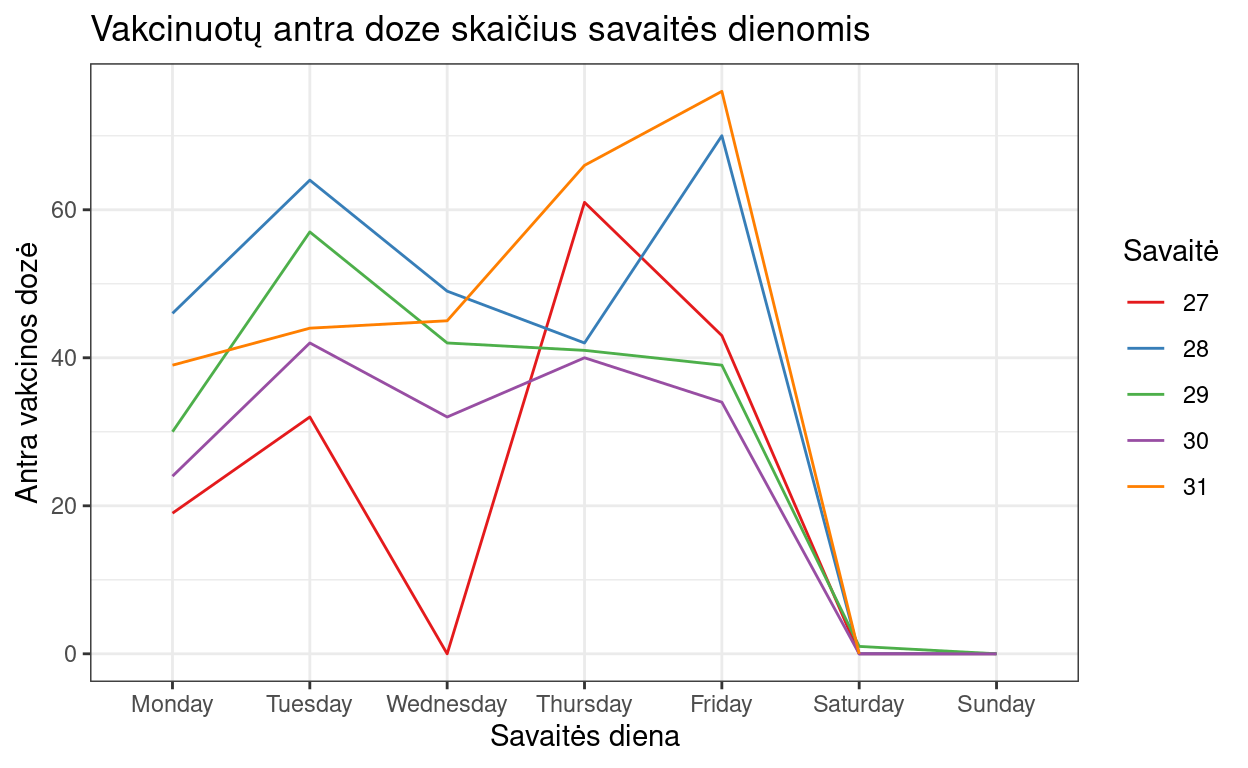 Vakcinuotų antra doze skaičius savaitės dienomis
Antra vakcinos dozė
60
40
20
0
Monday Tuesday Wednesday Thursday Friday Saturday Sunday
Savaitės diena
Savaitė
27
28
29
30
31